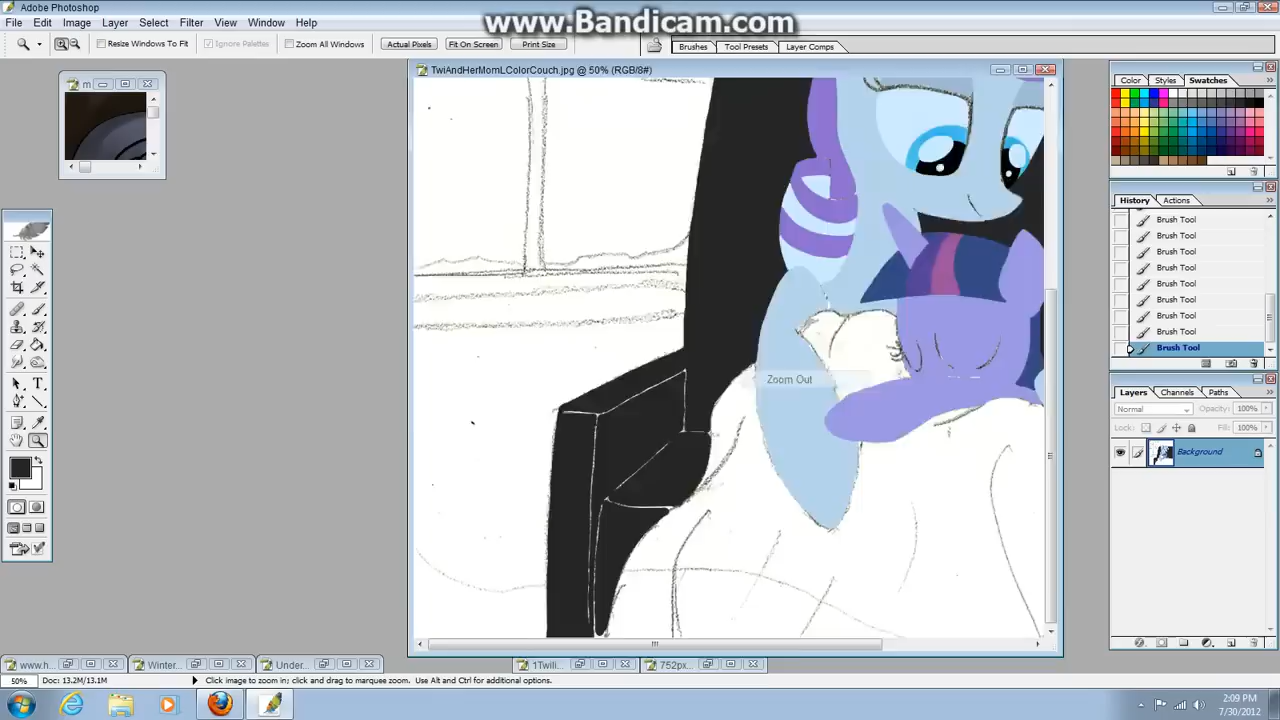 Adobe Photoshop
www.Bandicam.com
File Edit Image Layer Select Filter View Window Help
Resize Windows To Fit Ignore Palettes Zoom All Windows Actual Pixels Fit On Screen Print Size Brushes Tool Presets Layer Comps
m
TwiAndHerMomLColorCouch.jpg @ 50% (RGB/8#)
Color Styles Swatches
History Actions
Brush Tool
Brush Tool
Brush Tool
Brush Tool
Brush Tool
Brush Tool
Brush Tool
Brush Tool
Brush Tool
Zoom Out
Layers Channels Paths
Normal Opacity: 100%
Lock: Fill: 100%
Background
T
www.h Winter Under 1Twili... 752px...
50% Doc: 13.2M/13.1M Click image to zoom in; click and drag to marquee zoom. Use Alt and Ctrl for additional options.
2:09 PM
7/30/2012